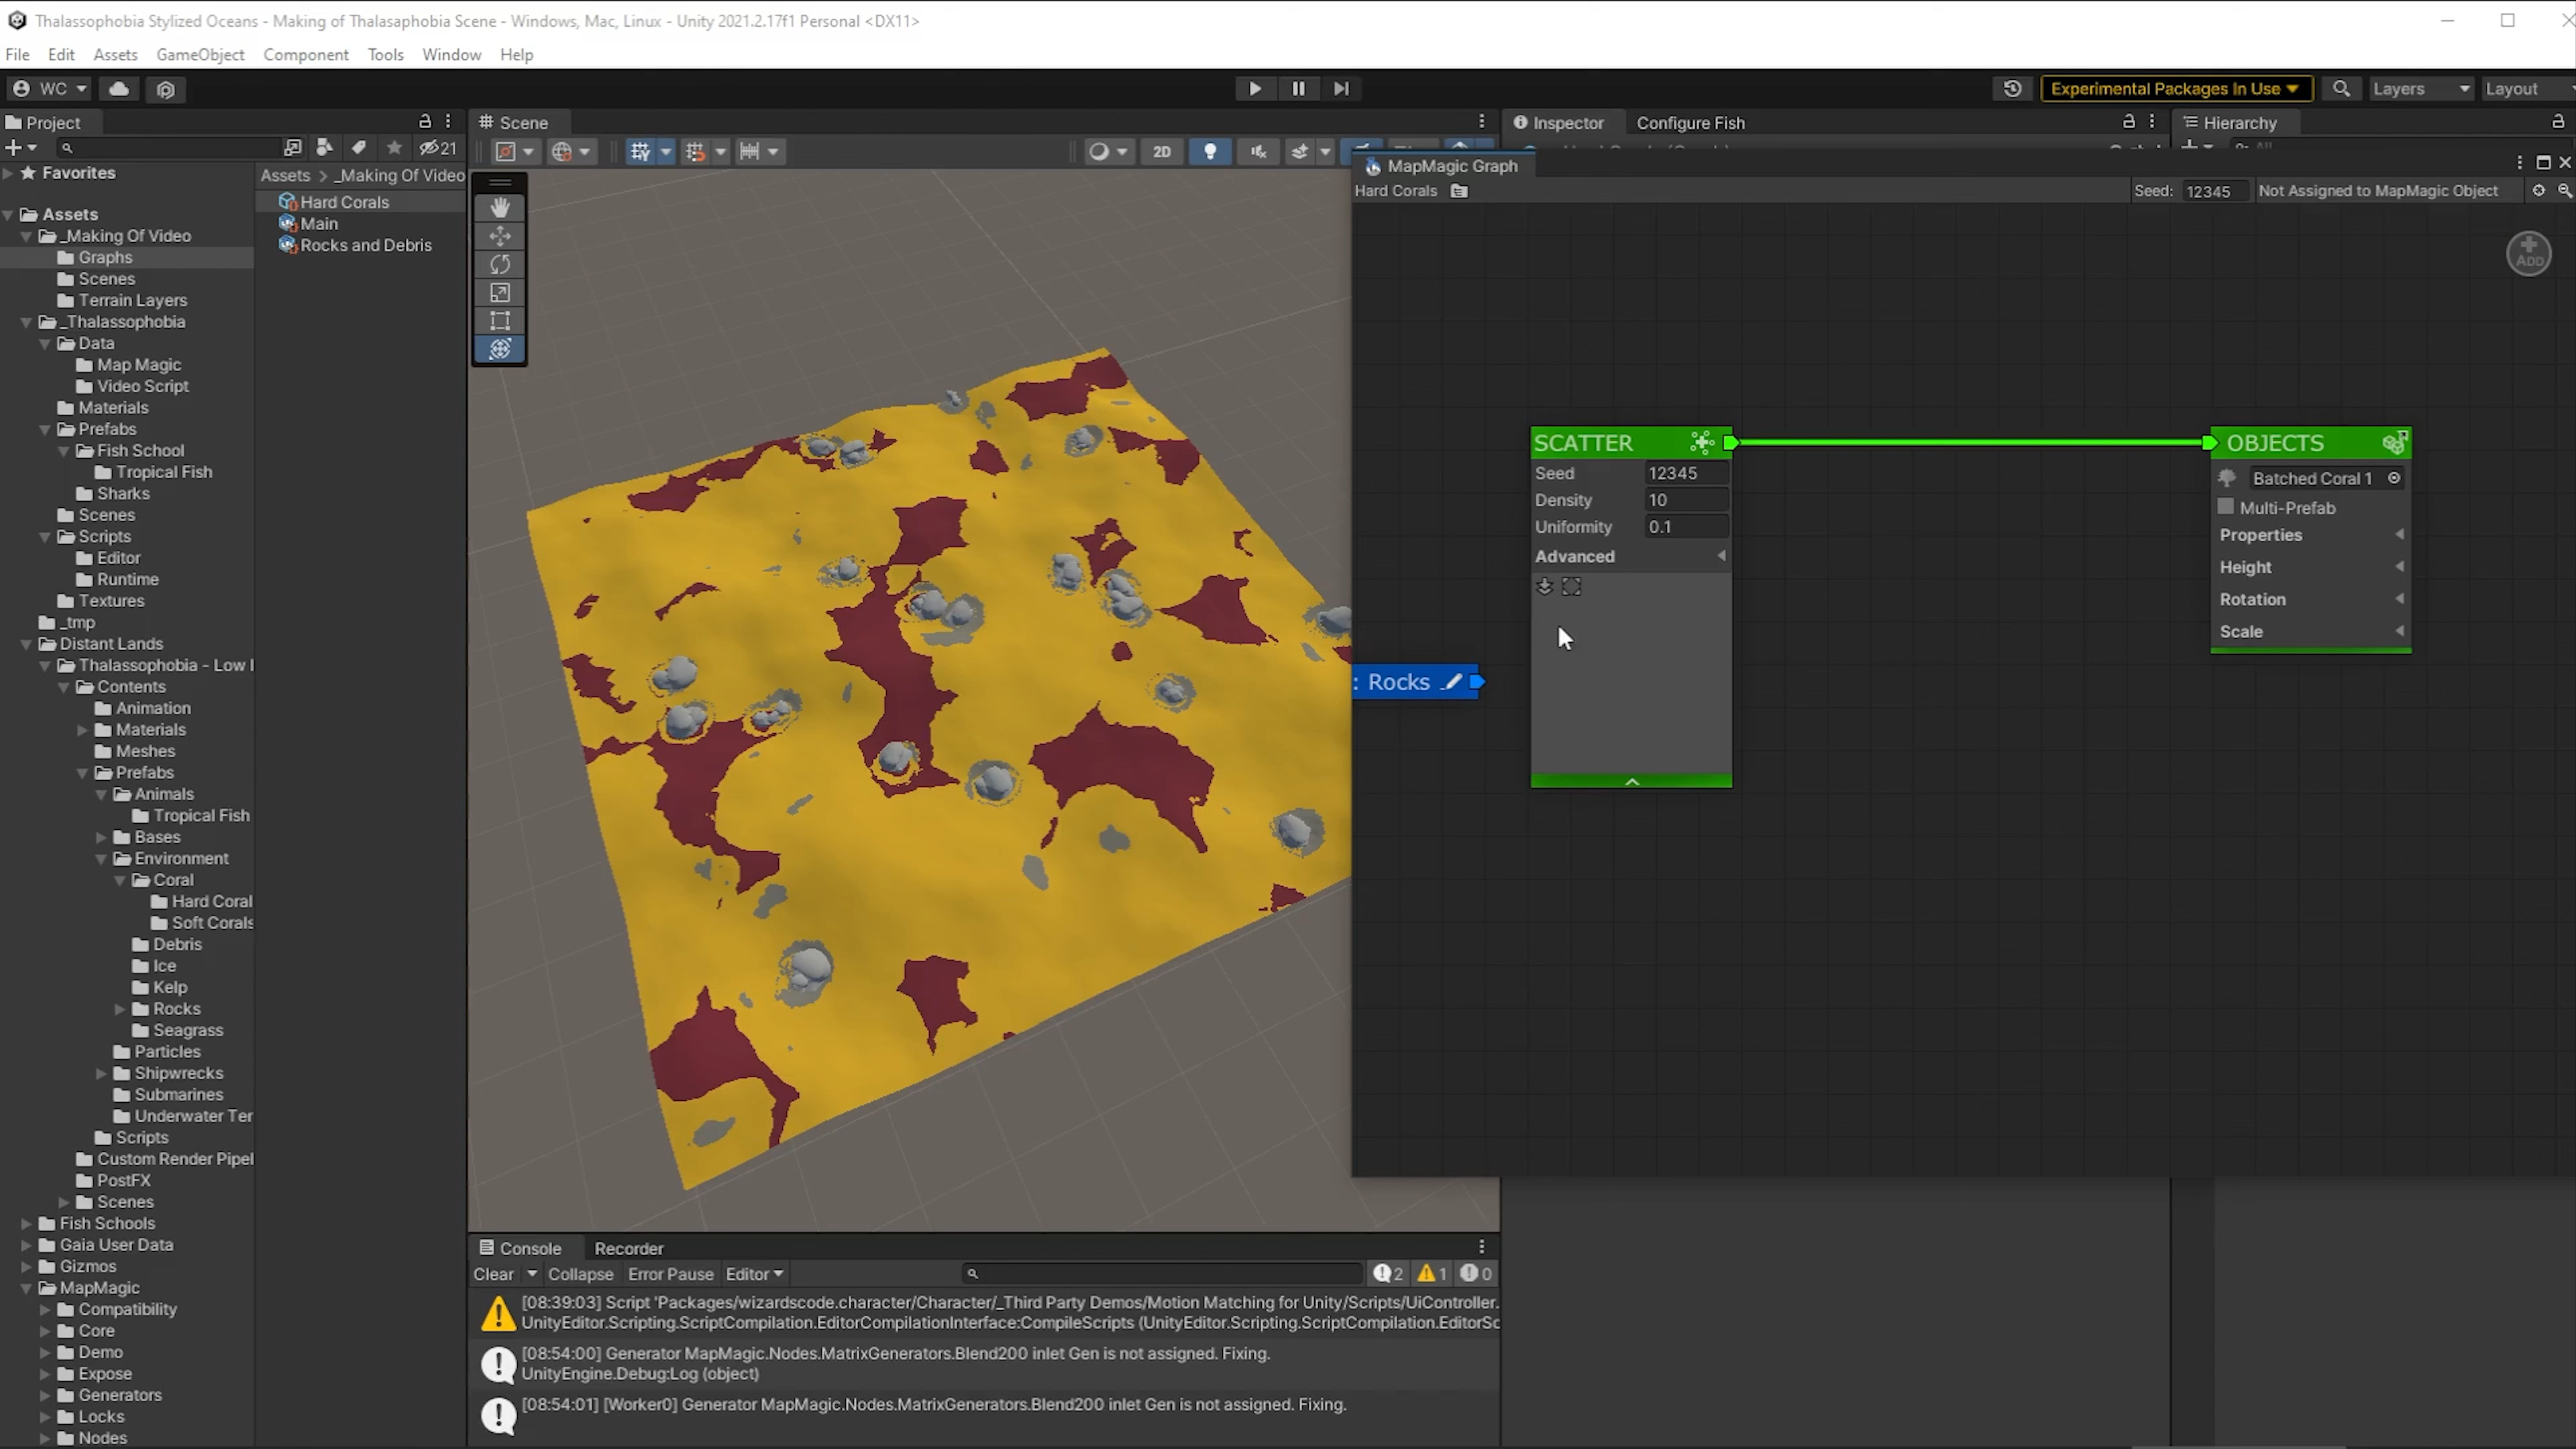 Thalassophobia Stylized Oceans - Making of Thalasaphobia Scene - Windows, Mac, Linux - Unity 2021.2.17f1 Personal <DX11>
File Edit Assets GameObject Component Tools Window Help
WC
Experimental Packages In Use
Layers
Layout
Project
21
Favorites
Assets
_Making Of Video
Graphs
Scenes
Terrain Layers
_Thalassophobia
Data
Map Magic
Video Script
Materials
Prefabs
Fish School
Tropical Fish
Sharks
Scenes
Scripts
Editor
Runtime
Textures
_tmp
Distant Lands
Thalassophobia - Low
Contents
Animation
Materials
Meshes
Prefabs
Animals
Tropical Fish
Bases
Environment
Coral
Hard Coral
Soft Corals
Debris
Ice
Kelp
Rocks
Seagrass
Particles
Shipwrecks
Submarines
Underwater Ter
Scripts
Custom Render Pipel
PostFX
Scenes
Fish Schools
Gaia User Data
Gizmos
MapMagic
Compatibility
Core
Demo
Expose
Generators
Locks
Nodes
Assets > _Making Of Video
Hard Corals
Main
Rocks and Debris
Scene
2D
Inspector
Configure Fish
Hierarchy
MapMagic Graph
Hard Corals
Seed: 12345
Not Assigned to MapMagic Object
ADD
SCATTER
Seed 12345
Density 10
Uniformity 0.1
Advanced
: Rocks
OBJECTS
Batched Coral 1
Multi-Prefab
Properties
Height
Rotation
Scale
Console
Recorder
Clear Collapse Error Pause Editor
2 1 0
[08:39:03] Script 'Packages/wizardscode.character/Character/_Third Party Demos/Motion Matching for Unity/Scripts/UiController.
UnityEditor.Scripting.ScriptCompilation.EditorCompilationInterface:CompileScripts (UnityEditor.Scripting.ScriptCompilation.EditorSc
[08:54:00] Generator MapMagic.Nodes.MatrixGenerators.Blend200 inlet Gen is not assigned. Fixing.
UnityEngine.Debug:Log (object)
[08:54:01] [Worker0] Generator MapMagic.Nodes.MatrixGenerators.Blend200 inlet Gen is not assigned. Fixing.